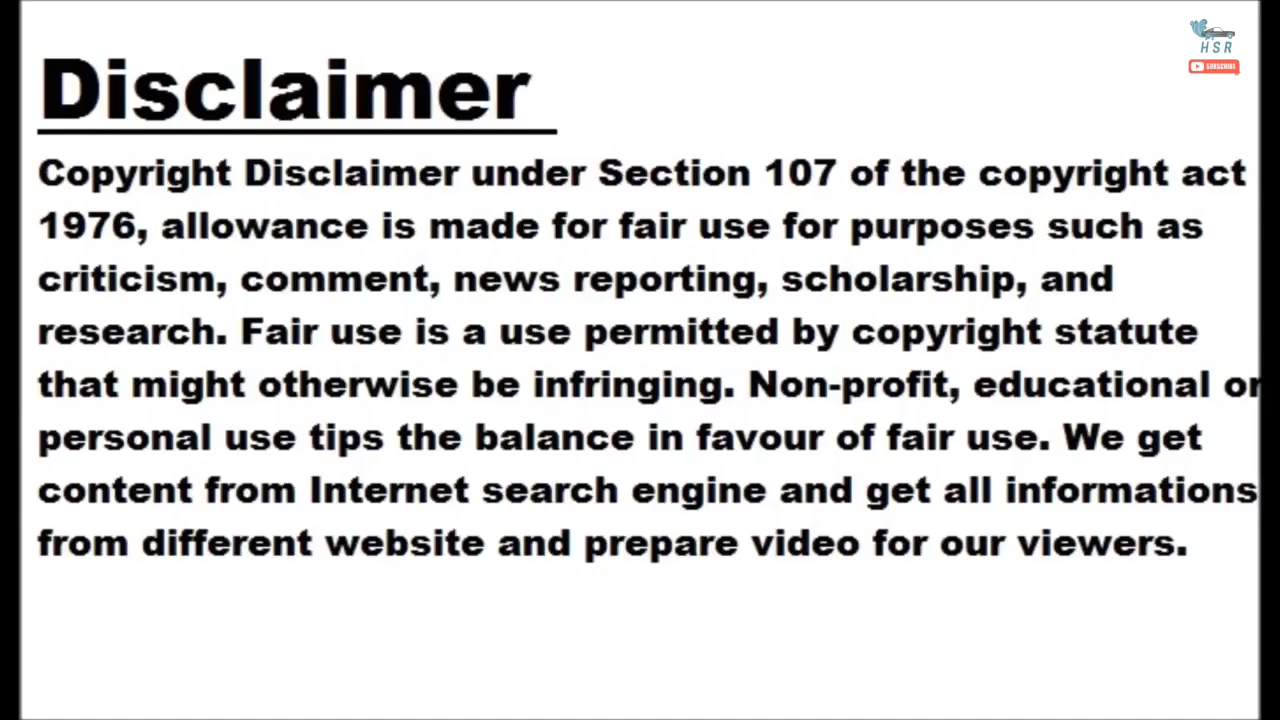 HSR
SUBSCRIBE
Disclaimer
Copyright Disclaimer under Section 107 of the copyright act
1976, allowance is made for fair use for purposes such as
criticism, comment, news reporting, scholarship, and
research. Fair use is a use permitted by copyright statute
that might otherwise be infringing. Non-profit, educational or
personal use tips the balance in favour of fair use. We get
content from Internet search engine and get all informations
from different website and prepare video for our viewers.